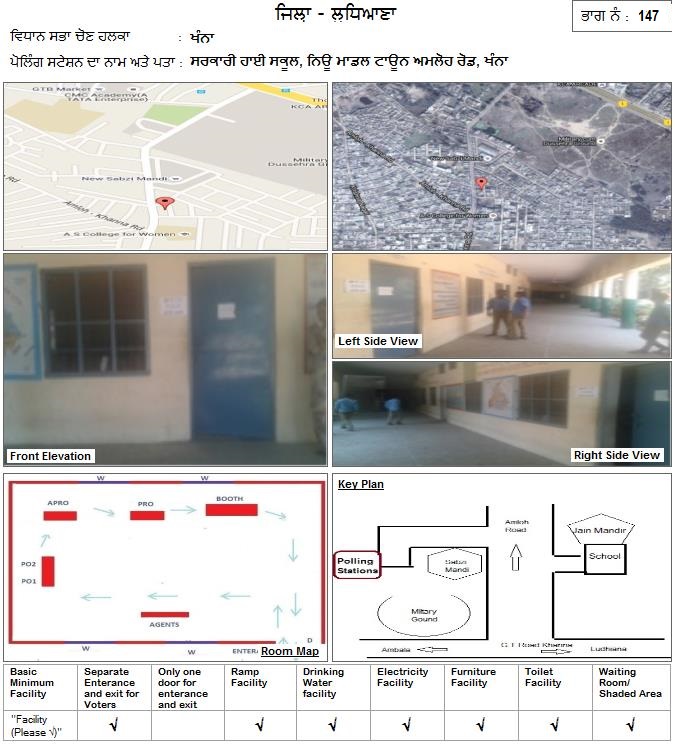 ਜਿਲ੍ਹਾ - ਲੁਧਿਆਣਾ
ਭਾਗ ਨੰ : 147
ਵਿਧਾਨ ਸਭਾ ਚੋਣ ਹਲਕਾ : ਖੰਨਾ
ਪੋਲਿੰਗ ਸਟੇਸ਼ਨ ਦਾ ਨਾਮ ਅਤੇ ਪਤਾ : ਸਰਕਾਰੀ ਹਾਈ ਸਕੂਲ, ਨਿਊ ਮਾਡਲ ਟਾਊਨ ਅਮਲੋਹ ਰੋਡ, ਖੰਨਾ
GTB Market
CMC Academy(A
TATA Enterprise)
KCA AR
Military
Dussehra Gr
New Sabzi Mandi
Amloh - Khanna Rd
A S College for Women
Military
Dussehra Ground
New Sabzi Mandi
A S College for Women
Front Elevation
Left Side View
Right Side View
W
W
APRO
PRO
BOOTH
PO2
PO1
AGENTS
W
W
ENTER
D
Room Map
Key Plan
Amloh
Road
Jain Mandir
School
Polling
Stations
Sabzi
Mandi
Miltary
Gound
Ambala
G T Road Khanna
Ludhiana
Basic Minimum Facility
Separate Enterance and exit for Voters
Only one door for enterance and exit
Ramp Facility
Drinking Water facility
Electricity Facility
Furniture Facility
Toilet Facility
Waiting Room/ Shaded Area
"Facility (Please √)"
√ √ √ √ √ √ √